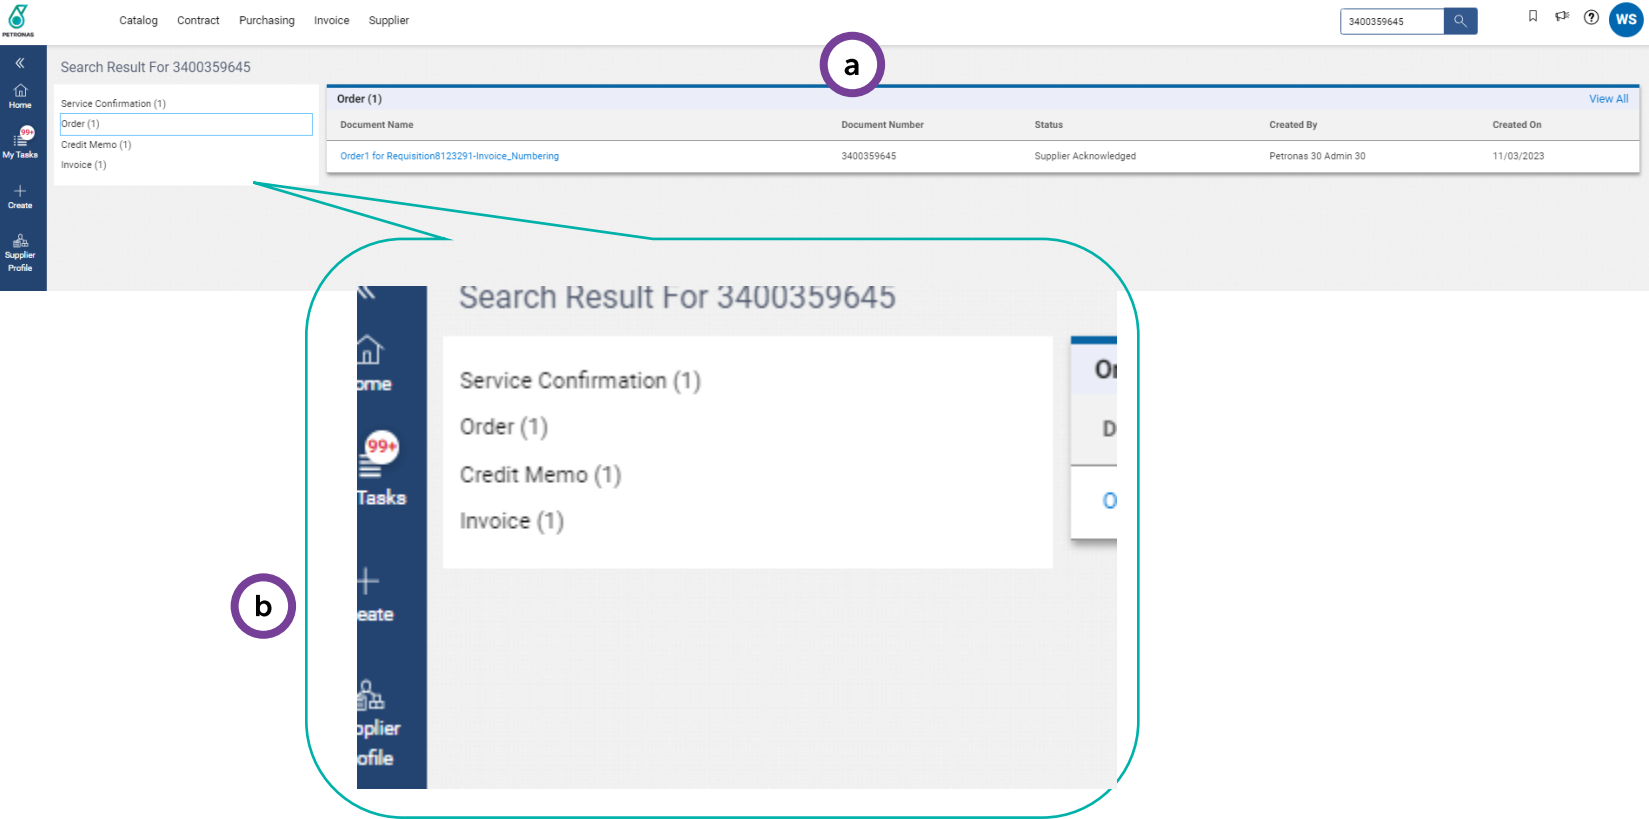 PETRONAS
Catalog Contract Purchasing Invoice Supplier
3400359645
WS
Search Result For 3400359645
a
Home
99+
My Tasks
Create
Supplier
Profile
Service Confirmation (1)
Order (1)
Credit Memo (1)
Invoice (1)
Order (1) View All
Document Name Document Number Status Created By Created On
Order1 for Requisition8123291-Invoice_Numbering 3400359645 Supplier Acknowledged Petronas 30 Admin 30 11/03/2023
b
Search Result For 3400359645
ome
99+
Tasks
eate
pplier
ofile
Service Confirmation (1)
Order (1)
Credit Memo (1)
Invoice (1)
Or
D
O